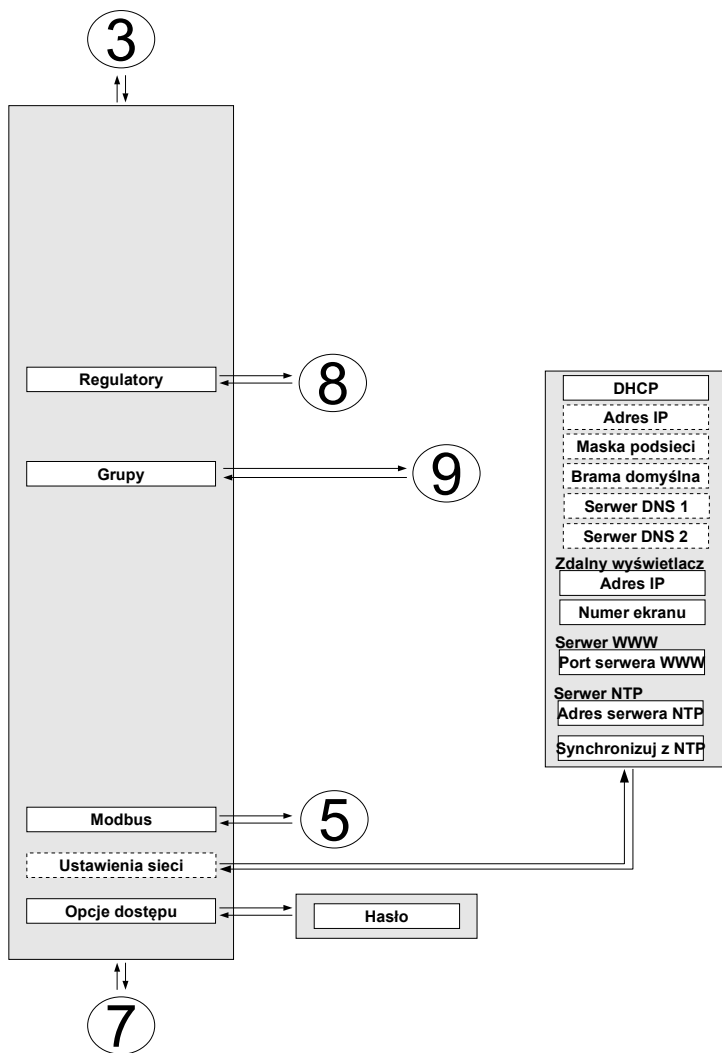 3
Regulatory
8
Grupy
9
DHCP
Adres IP
Maska podsieci
Brama domyślna
Serwer DNS 1
Serwer DNS 2
Zdalny wyświetlacz
Adres IP
Numer ekranu
Serwer WWW
Port serwera WWW
Serwer NTP
Adres serwera NTP
Synchronizuj z NTP
Modbus
5
Ustawienia sieci
Opcje dostępu
Hasło
7